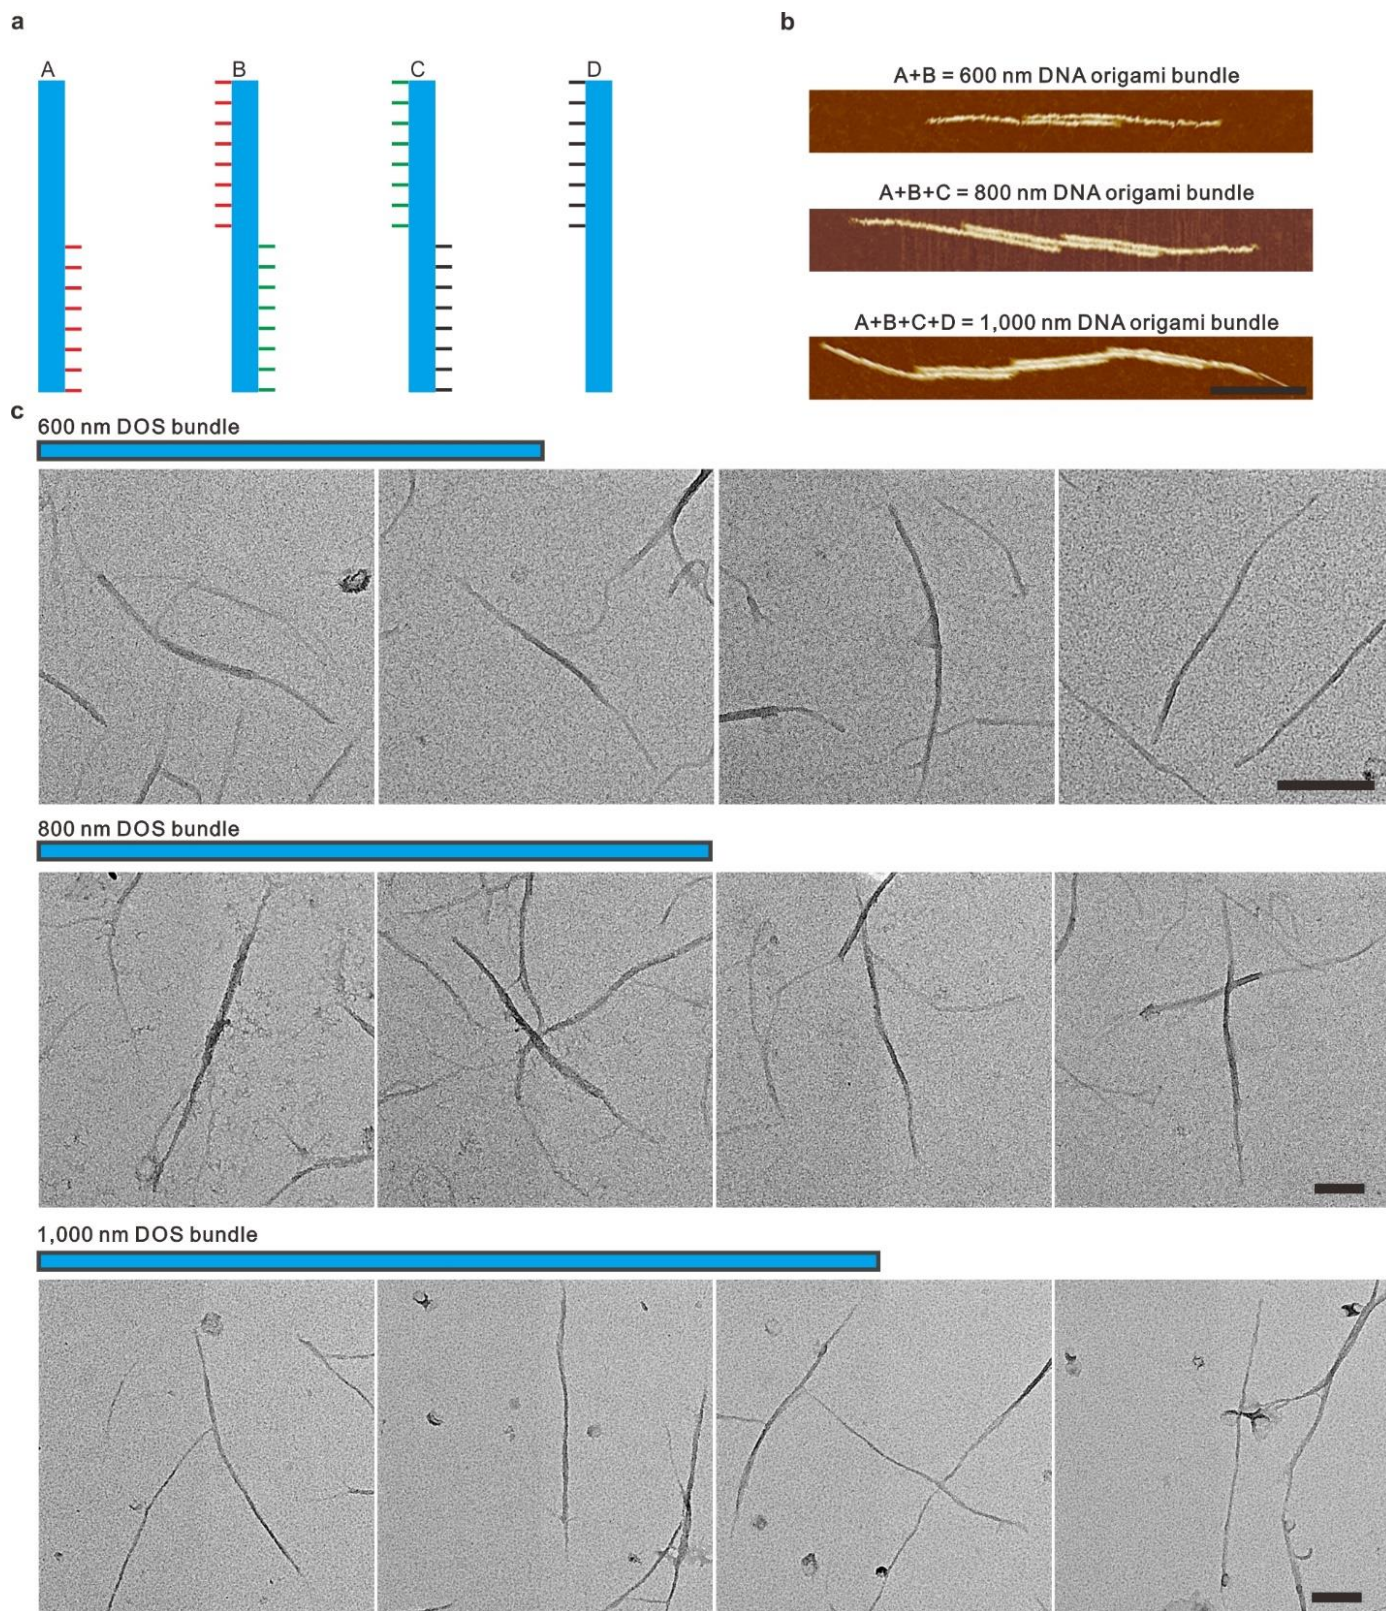 a
A
B
C
D
b
A+B = 600 nm DNA origami bundle
A+B+C = 800 nm DNA origami bundle
A+B+C+D = 1,000 nm DNA origami bundle
c
600 nm DOS bundle
800 nm DOS bundle
1,000 nm DOS bundle